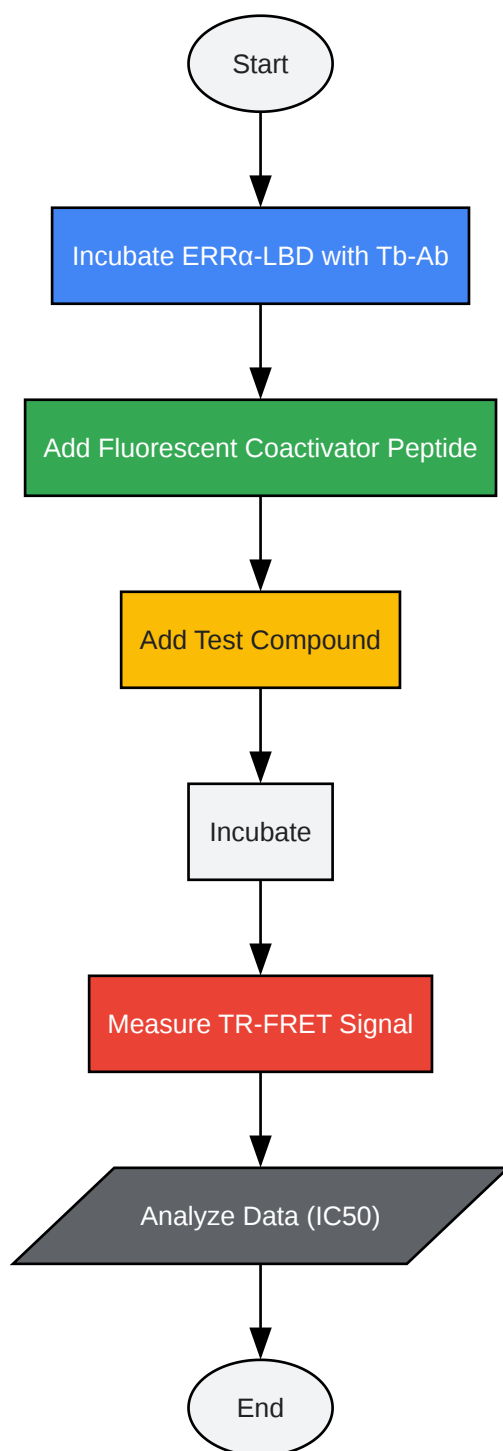 Start
Incubate ERRα-LBD with Tb-Ab
Add Fluorescent Coactivator Peptide
Add Test Compound
Incubate
Measure TR-FRET Signal
Analyze Data (IC50)
End